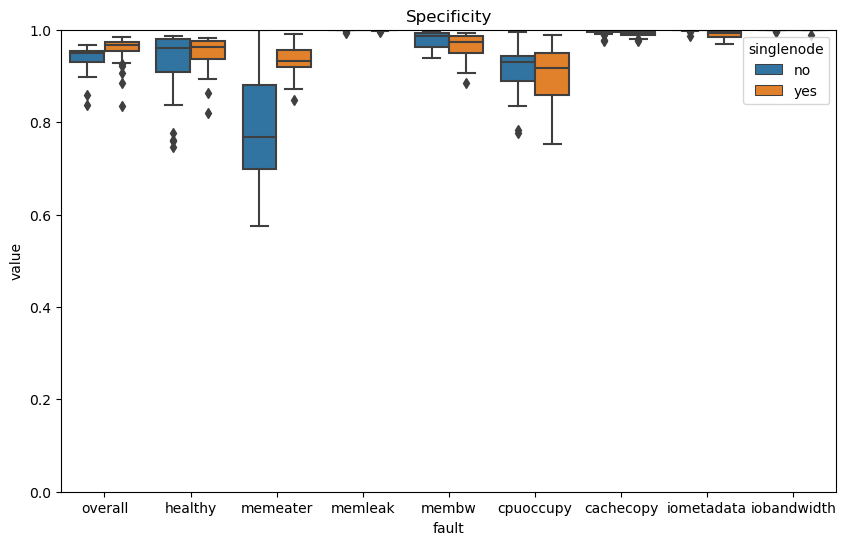 Specificity
singlenode
no
yes
value
1.0
0.8
0.6
0.4
0.2
0.0
overall healthy memeater memleak membw cpuoccupy cachecopy iometadata iobandwidth
fault